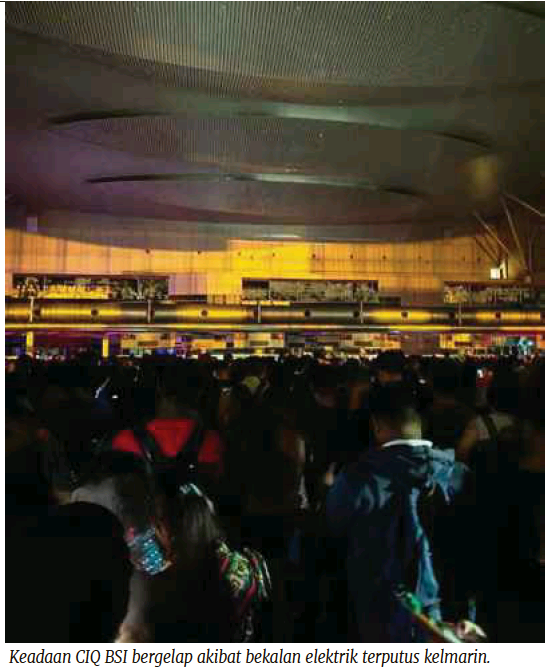 Keadaan CIQ BSI bergelap akibat bekalan elektrik terputus kelmarin.